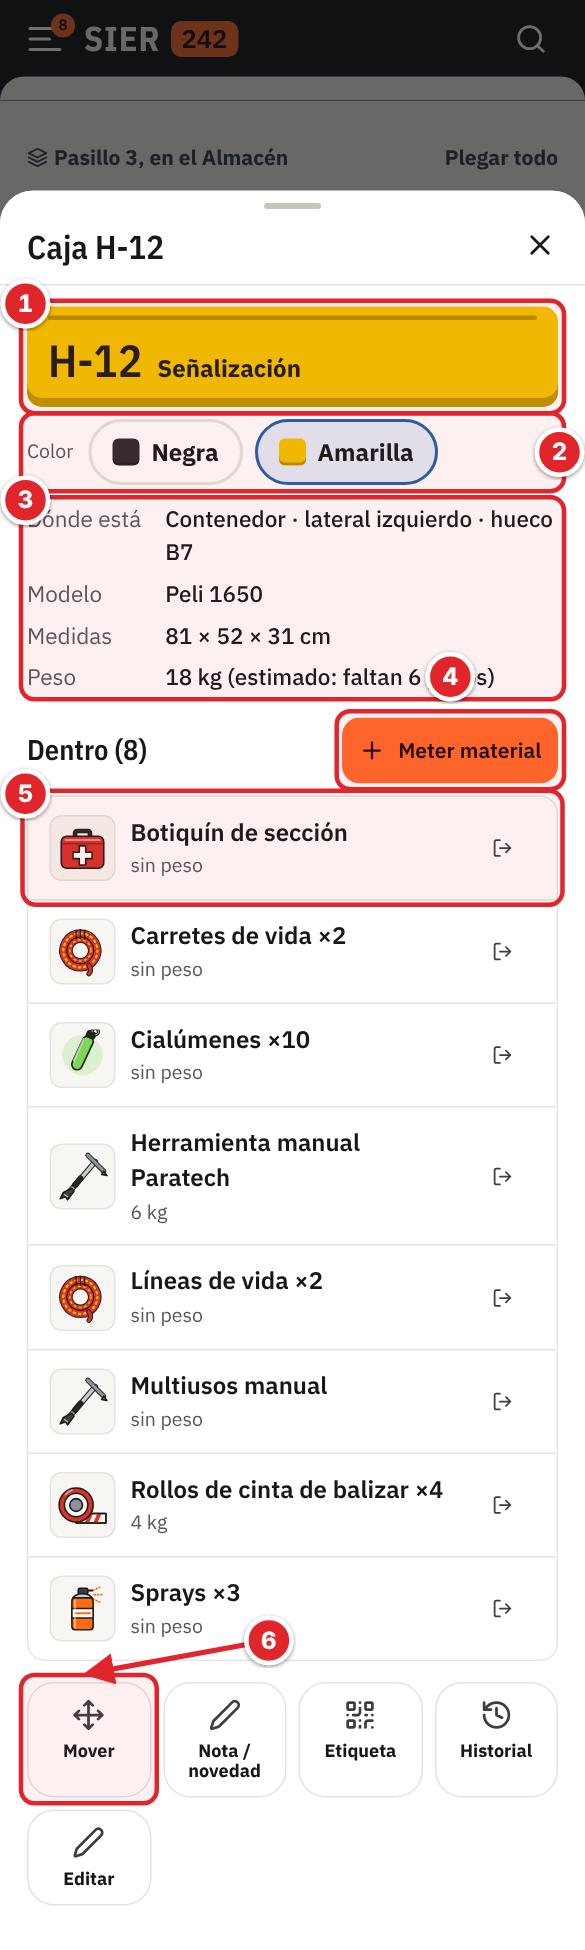 8
SIER 242
Pasillo 3, en el Almacén
Plegar todo
Caja H-12
1
H-12 Señalización
Color
Negra
Amarilla
2
3
Dónde está
Contenedor · lateral izquierdo · hueco
B7
Modelo
Peli 1650
Medidas
81 × 52 × 31 cm
Peso
18 kg (estimado: faltan 6
4
s)
Dentro (8)
Meter material
5
Botiquín de sección
sin peso
Carretes de vida ×2
sin peso
Cialúmenes ×10
sin peso
Herramienta manual
Paratech
6 kg
Líneas de vida ×2
sin peso
Multiusos manual
sin peso
Rollos de cinta de balizar ×4
4 kg
Sprays ×3
sin peso
6
Mover
Nota /
novedad
Etiqueta
Historial
Editar